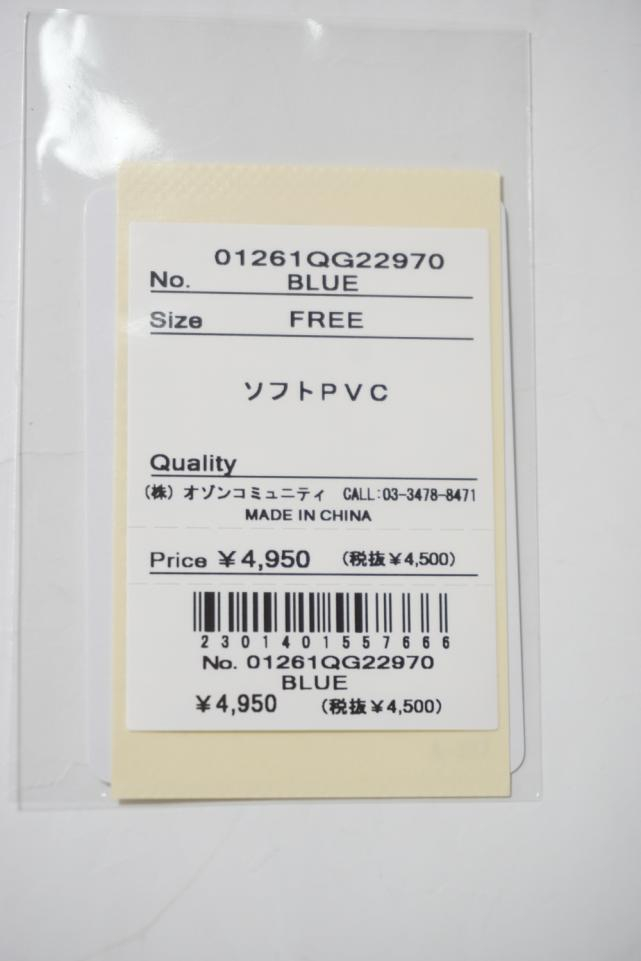 01261QG22970
No. BLUE
Size FREE
ソフトPVC
Quality
(株) オゾンコミュニティ CALL:03-3478-8471
MADE IN CHINA
Price ¥4,950 (税抜¥4,500)
2301401557666
No. 01261QG22970
BLUE
¥4,950 (税抜¥4,500)